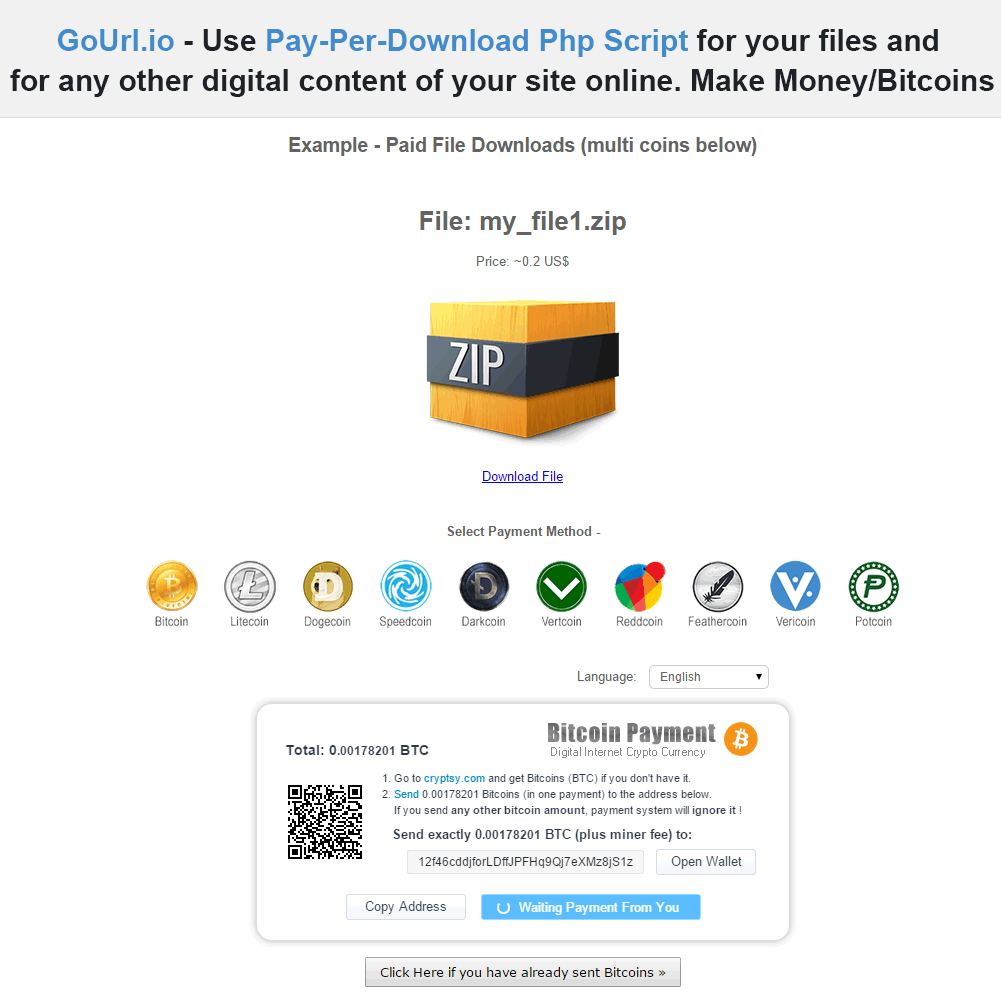 GoUrl.io - Use Pay-Per-Download Php Script for your files and
for any other digital content of your site online. Make Money/Bitcoins
Example - Paid File Downloads (multi coins below)
File: my_file1.zip
Price: ~0.2 US$
ZIP
Download File
Select Payment Method -
Bitcoin Litecoin Dogecoin Speedcoin Darkcoin Vertcoin Reddcoin Feathercoin Vericoin Potcoin
Language: English
Bitcoin Payment
Digital Internet Crypto Currency
Total: 0.00178201 BTC
1. Go to cryptsy.com and get Bitcoins (BTC) if you don't have it.
2. Send 0.00178201 Bitcoins (in one payment) to the address below.
If you send any other bitcoin amount, payment system will ignore it !
Send exactly 0.00178201 BTC (plus miner fee) to:
12f46cddjforLDffJPFHq9Qj7eXMz8jS1z Open Wallet
Copy Address Waiting Payment From You
Click Here if you have already sent Bitcoins »